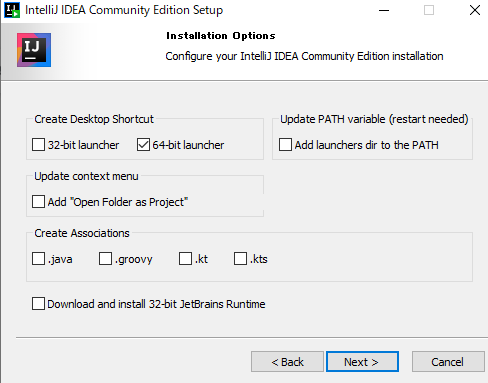 IntelliJ IDEA Community Edition Setup
IJ
Installation Options
Configure your IntelliJ IDEA Community Edition installation
Create Desktop Shortcut
32-bit launcher
64-bit launcher
Update PATH variable (restart needed)
Add launchers dir to the PATH
Update context menu
Add "Open Folder as Project"
Create Associations
.java
.groovy
.kt
.kts
Download and install 32-bit JetBrains Runtime
< Back
Next >
Cancel